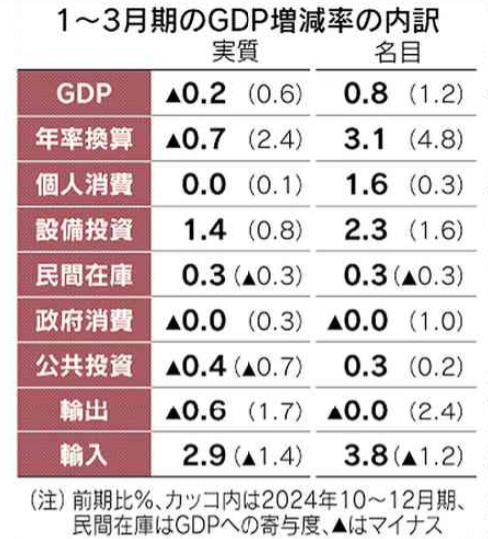 1～3月期のGDP増減率の内訳
実質 名目
GDP ▲0.2 (0.6) 0.8 (1.2)
年率換算 ▲0.7 (2.4) 3.1 (4.8)
個人消費 0.0 (0.1) 1.6 (0.3)
設備投資 1.4 (0.8) 2.3 (1.6)
民間在庫 0.3(▲0.3) 0.3(▲0.3)
政府消費 ▲0.0 (0.3) ▲0.0 (1.0)
公共投資 ▲0.4(▲0.7) 0.3 (0.2)
輸出 ▲0.6 (1.7) ▲0.0 (2.4)
輸入 2.9(▲1.4) 3.8(▲1.2)
(注) 前期比%、カッコ内は2024年10～12月期、
民間在庫はGDPへの寄与度、▲はマイナス